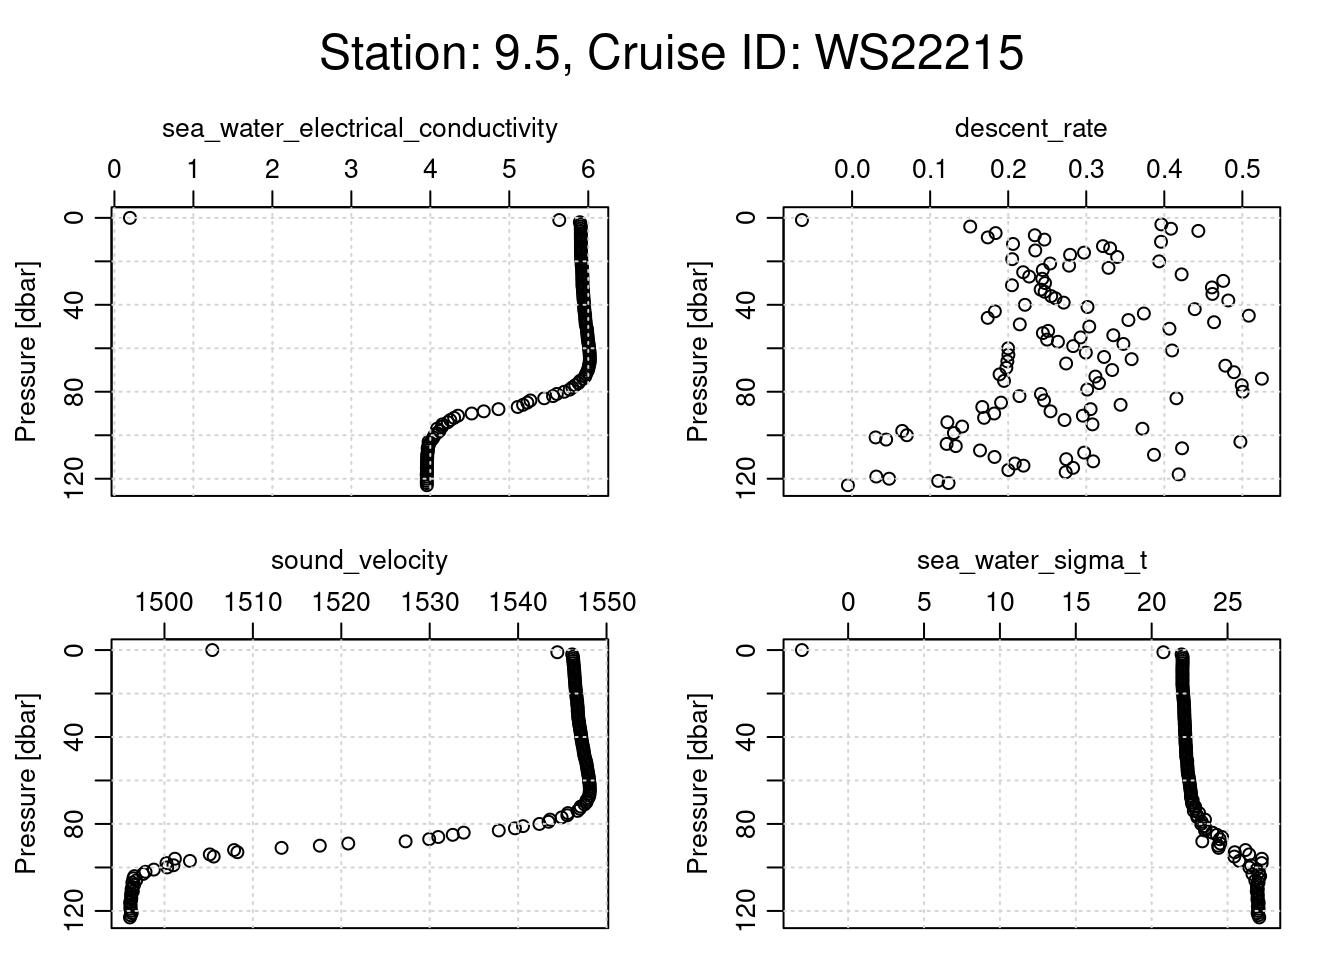 Station: 9.5, Cruise ID: WS22215
sea_water_electrical_conductivity
0 1 2 3 4 5 6
Pressure [dbar]
0
40
80
120
descent_rate
0.0 0.1 0.2 0.3 0.4 0.5
Pressure [dbar]
0
40
80
120
sound_velocity
1500 1510 1520 1530 1540 1550
Pressure [dbar]
0
40
80
120
sea_water_sigma_t
0 5 10 15 20 25
Pressure [dbar]
0
40
80
120